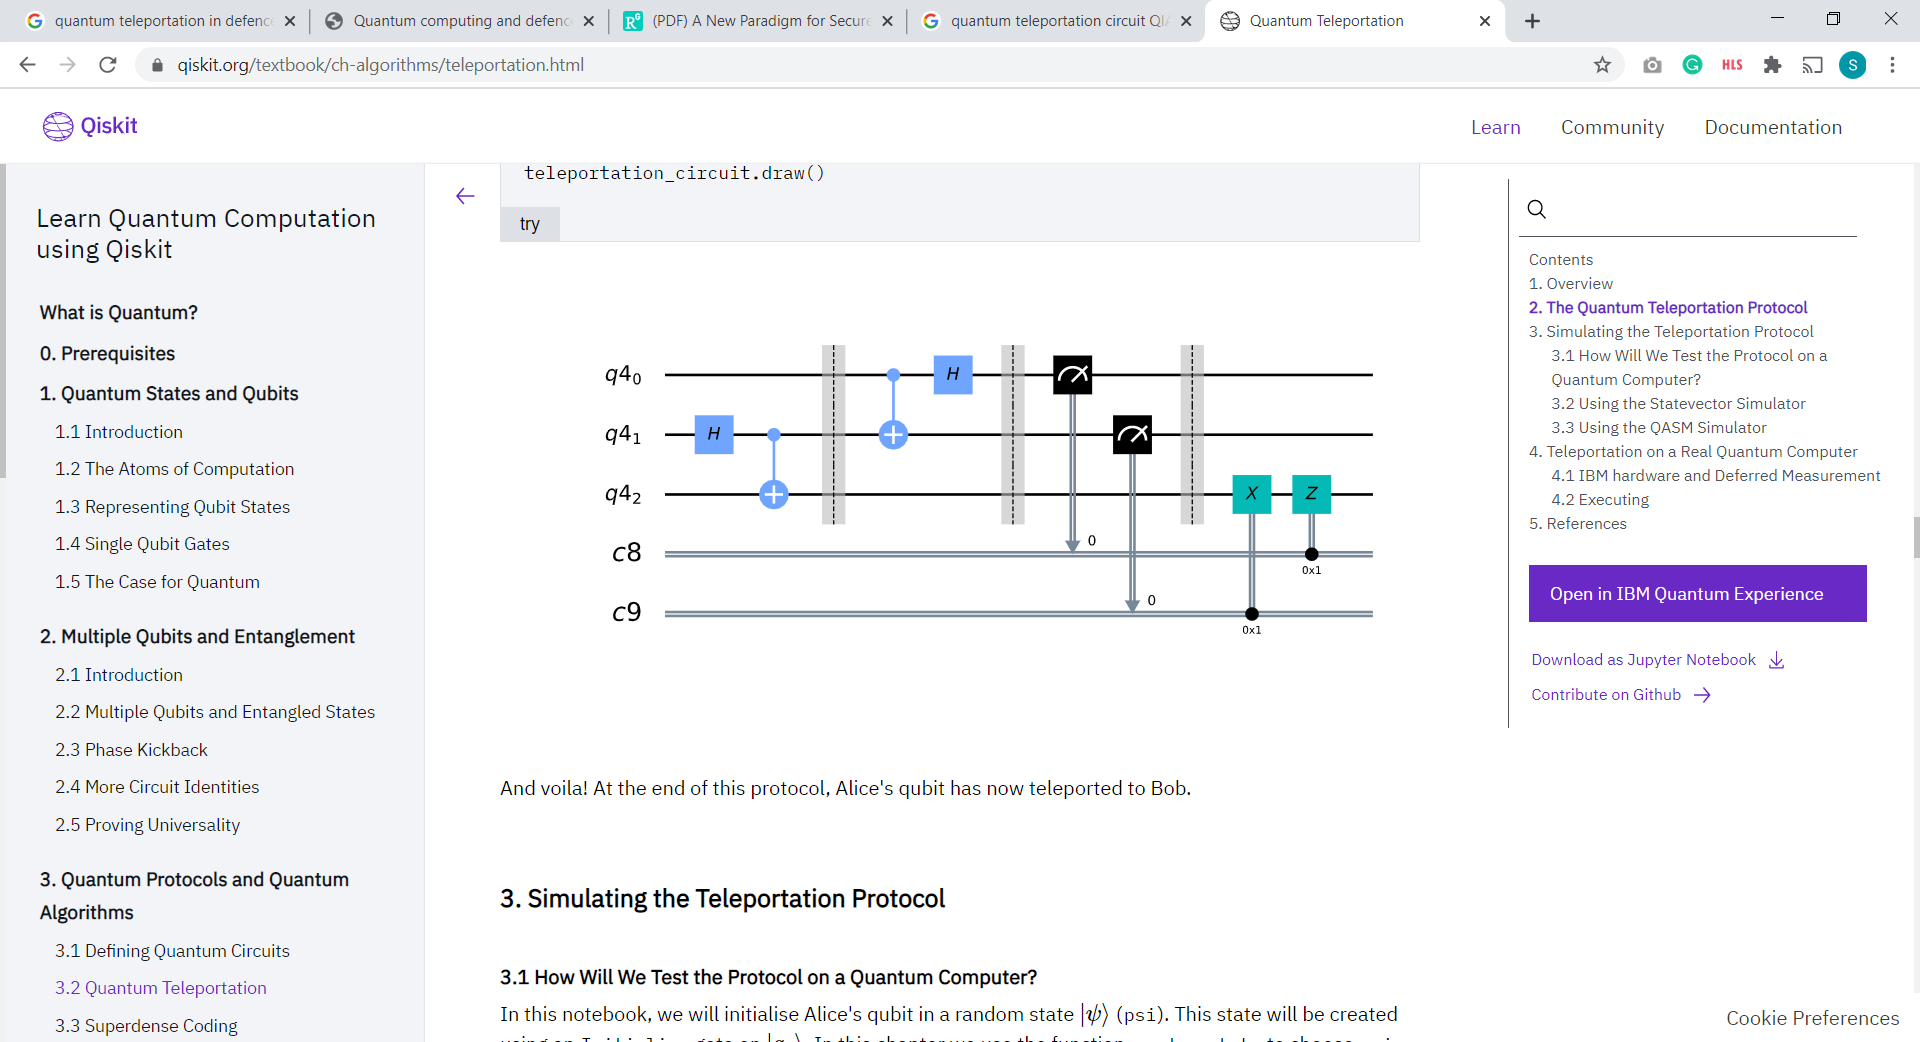 quantum teleportation in defence
Quantum computing and defenc
(PDF) A New Paradigm for Secure
quantum teleportation circuit QI
Quantum Teleportation
qiskit.org/textbook/ch-algorithms/teleportation.html
HLS
S
Qiskit
Learn
Community
Documentation
Learn Quantum Computation
using Qiskit
What is Quantum?
0. Prerequisites
1. Quantum States and Qubits
1.1 Introduction
1.2 The Atoms of Computation
1.3 Representing Qubit States
1.4 Single Qubit Gates
1.5 The Case for Quantum
2. Multiple Qubits and Entanglement
2.1 Introduction
2.2 Multiple Qubits and Entangled States
2.3 Phase Kickback
2.4 More Circuit Identities
2.5 Proving Universality
3. Quantum Protocols and Quantum
Algorithms
3.1 Defining Quantum Circuits
3.2 Quantum Teleportation
3.3 Superdense Coding
teleportation_circuit.draw()
try
q4₀
H
q4₁
H
q4₂
X
Z
c8
0
0x1
c9
0
0x1
And voila! At the end of this protocol, Alice's qubit has now teleported to Bob.
3. Simulating the Teleportation Protocol
3.1 How Will We Test the Protocol on a Quantum Computer?
In this notebook, we will initialise Alice's qubit in a random state |ψ⟩ (psi). This state will be created
Contents
1. Overview
2. The Quantum Teleportation Protocol
3. Simulating the Teleportation Protocol
3.1 How Will We Test the Protocol on a
Quantum Computer?
3.2 Using the Statevector Simulator
3.3 Using the QASM Simulator
4. Teleportation on a Real Quantum Computer
4.1 IBM hardware and Deferred Measurement
4.2 Executing
5. References
Open in IBM Quantum Experience
Download as Jupyter Notebook
Contribute on Github
Cookie Preferences